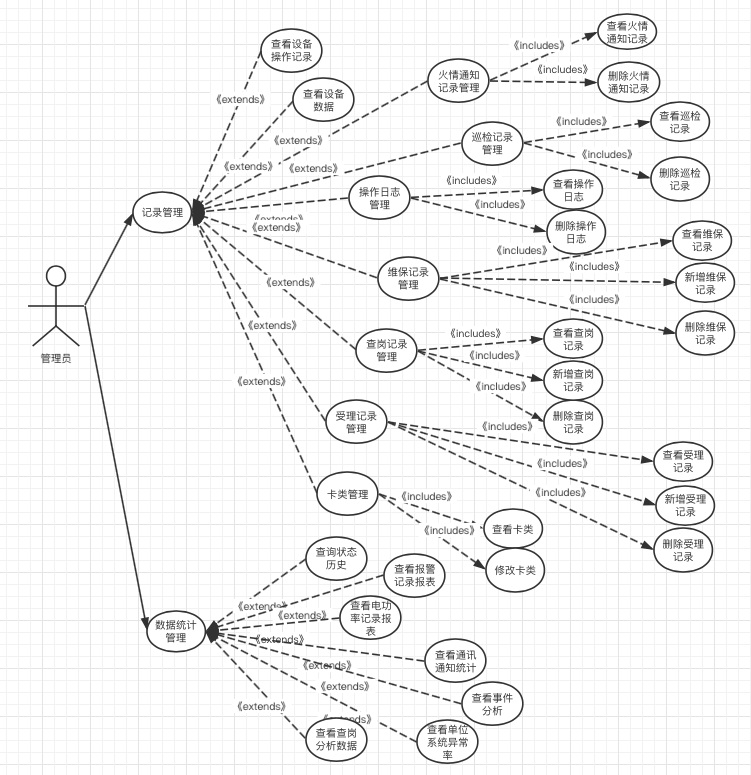 查看设备
操作记录
《extends》
查看设备
数据
《extends》
火情通知
记录管理
《extends》
《includes》
查看火情
通知记录
《includes》
删除火情
通知记录
巡检记录
管理
《extends》
《includes》
查看巡检
记录
《includes》
删除巡检
记录
记录管理
操作日志
管理
《extends》
《includes》
查看操作
日志
《includes》
删除操作
日志
维保记录
管理
《extends》
《includes》
查看维保
记录
《includes》
新增维保
记录
《includes》
删除维保
记录
管理员
查岗记录
管理
《extends》
《includes》
查看查岗
记录
《includes》
新增查岗
记录
《includes》
删除查岗
记录
受理记录
管理
《extends》
《includes》
查看受理
记录
《includes》
新增受理
记录
《includes》
删除受理
记录
卡类管理
《extends》
《includes》
查看卡类
《includes》
修改卡类
数据统计
管理
查询状态
历史
《extends》
查看报警
记录报表
《extends》
查看电功
率记录报
表
《extends》
查看通讯
通知统计
《extends》
查看事件
分析
《extends》
查看单位
系统异常
率
《extends》
查看查岗
分析数据
《extends》